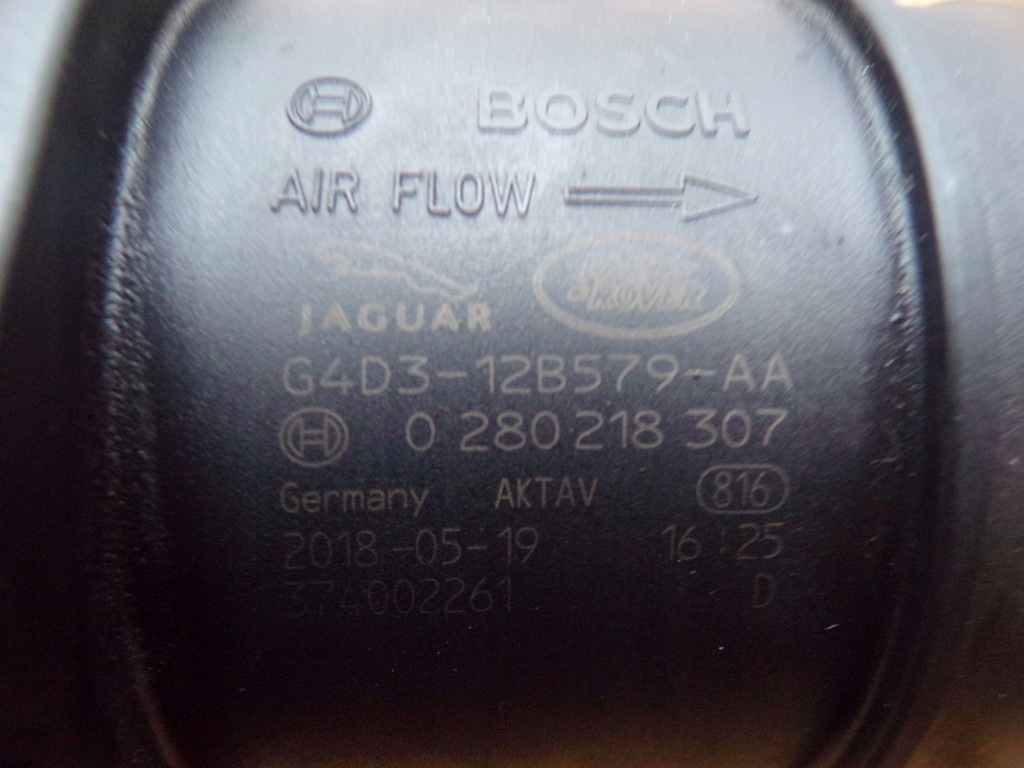 BOSCH
AIR FLOW
JAGUAR ROVER
G4D3-12B579-AA
0 280 218 307
Germany AKTAV 816
2018-05-19 16:25
374002261 D